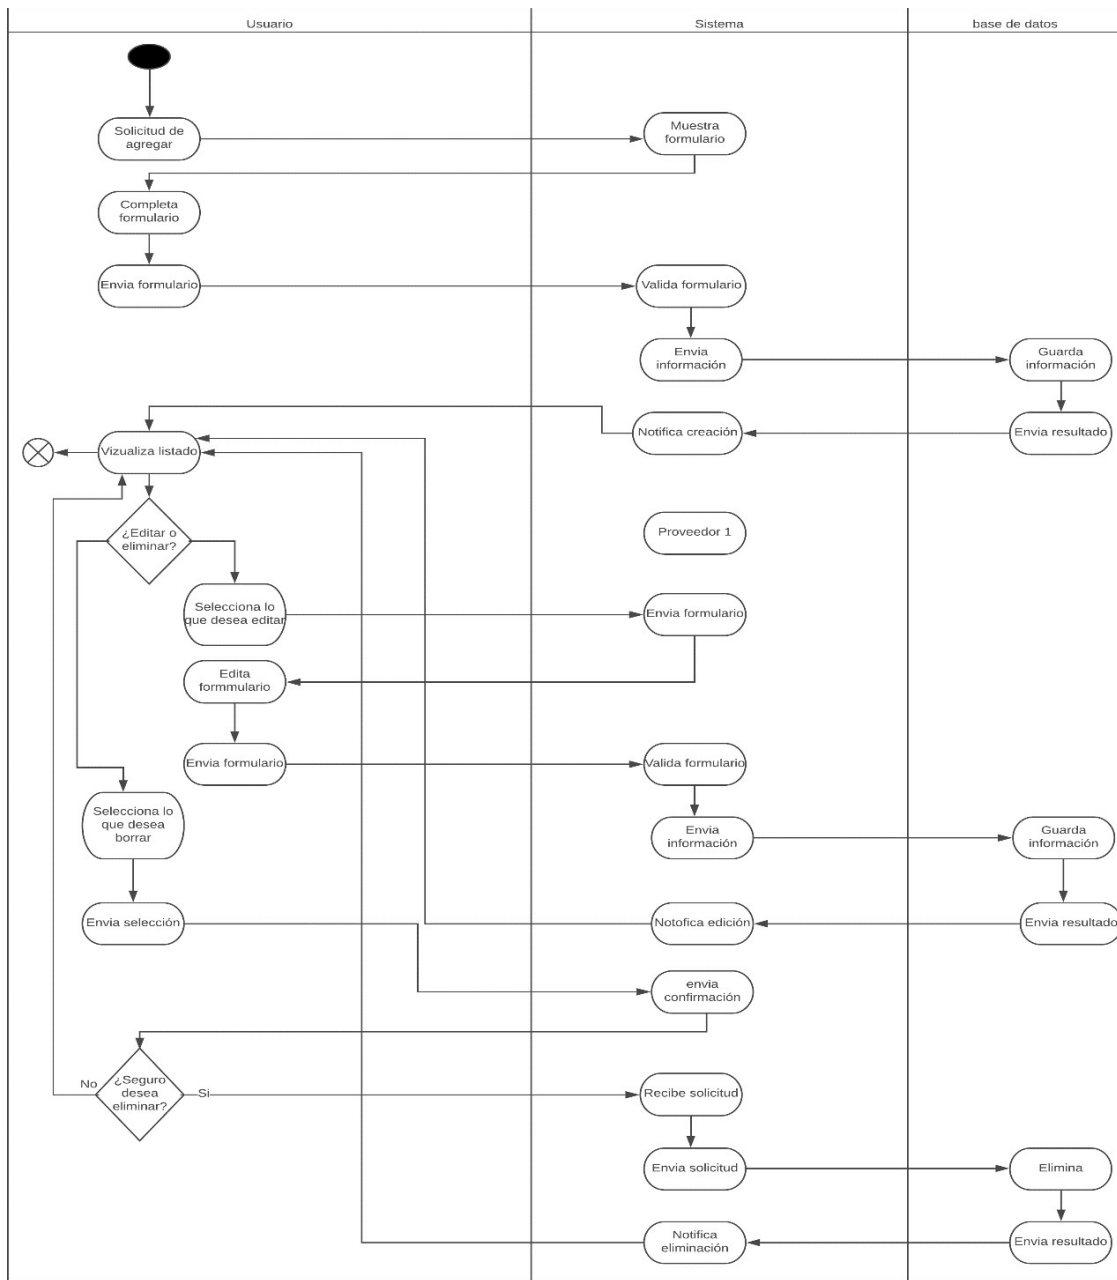 Usuario
Sistema
base de datos
Solicitud de
agregar
Muestra
formulario
Completa
formulario
Envia formulario
Valida formulario
Envia
información
Guarda
información
Notifica creación
Envia resultado
Vizualiza listado
¿Editar o
eliminar?
Proveedor 1
Selecciona lo
que desea editar
Envia formulario
Edita
formmulario
Envia formulario
Valida formulario
Selecciona lo
que desea
borrar
Envia
información
Guarda
información
Envia selección
Notofica edición
Envia resultado
envia
confirmación
No
¿Seguro
desea
eliminar?
Si
Recibe solicitud
Envia solicitud
Elimina
Notifica
eliminación
Envia resultado